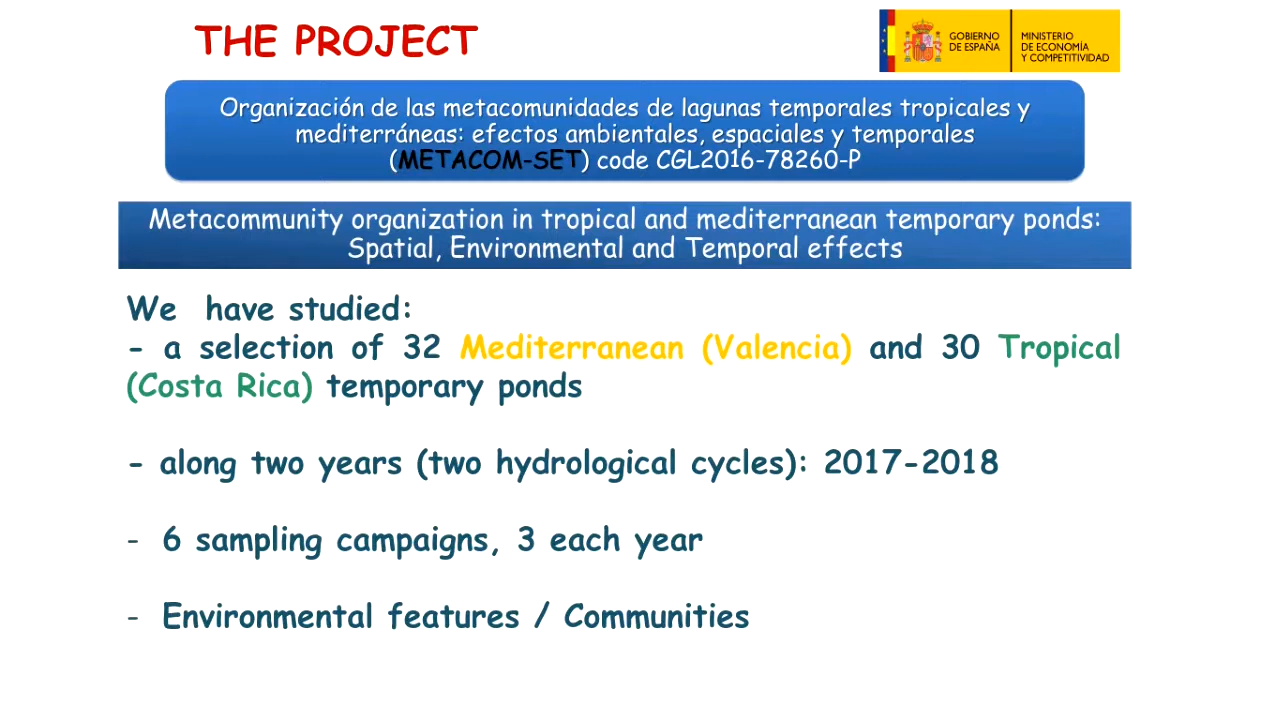 THE PROJECT
GOBIERNO
DE ESPAÑA
MINISTERIO
DE ECONOMÍA
Y COMPETITIVIDAD
Organización de las metacomunidades de lagunas temporales tropicales y
mediterráneas: efectos ambientales, espaciales y temporales
(METACOM-SET) code CGL2016-78260-P
Metacommunity organization in tropical and mediterranean temporary ponds:
Spatial, Environmental and Temporal effects
We have studied:
- a selection of 32 Mediterranean (Valencia) and 30 Tropical
(Costa Rica) temporary ponds
- along two years (two hydrological cycles): 2017-2018
- 6 sampling campaigns, 3 each year
- Environmental features / Communities